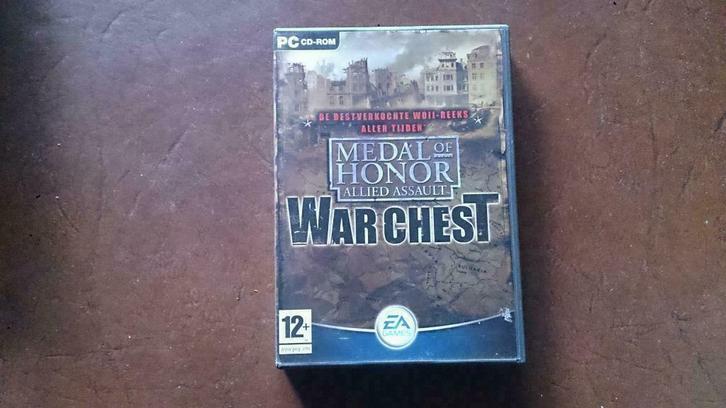 PC CD-ROM
DE BESTVERKOCHTE WOII-REEKS
ALLER TIJDEN
MEDAL OF
HONOR
ALLIED ASSAULT
WAR CHEST
BULGARIA
12+
EA
GAMES